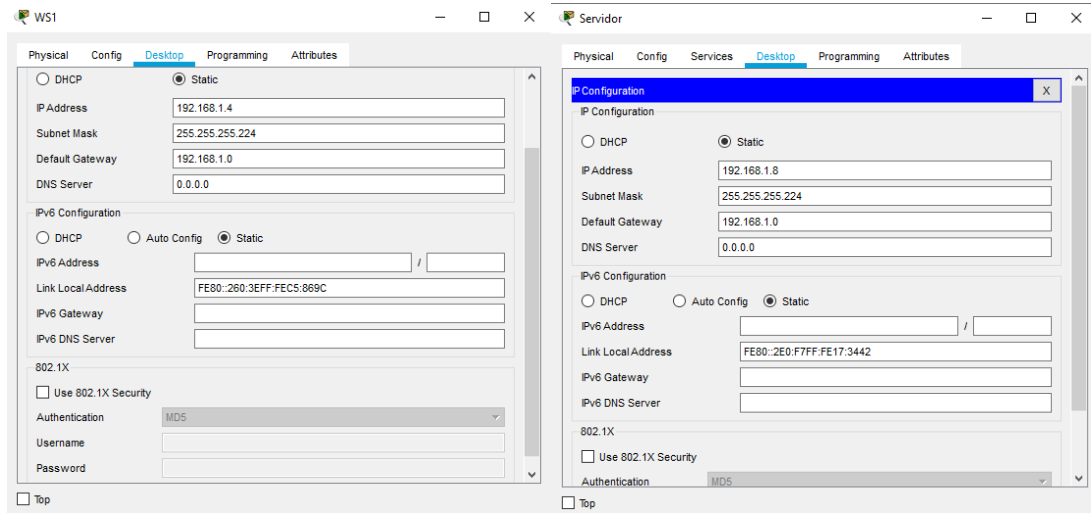 WS1
Physical Config Desktop Programming Attributes
DHCP Static
IP Address 192.168.1.4
Subnet Mask 255.255.255.224
Default Gateway 192.168.1.0
DNS Server 0.0.0.0
IPv6 Configuration
DHCP Auto Config Static
IPv6 Address /
Link Local Address FE80::260:3EFF:FEC5:869C
IPv6 Gateway
IPv6 DNS Server
802.1X
Use 802.1X Security
Authentication MD5
Username
Password
Top
Servidor
Physical Config Services Desktop Programming Attributes
IP Configuration X
IP Configuration
DHCP Static
IP Address 192.168.1.8
Subnet Mask 255.255.255.224
Default Gateway 192.168.1.0
DNS Server 0.0.0.0
IPv6 Configuration
DHCP Auto Config Static
IPv6 Address /
Link Local Address FE80::2E0:F7FF:FE17:3442
IPv6 Gateway
IPv6 DNS Server
802.1X
Use 802.1X Security
Authentication MD5
Top